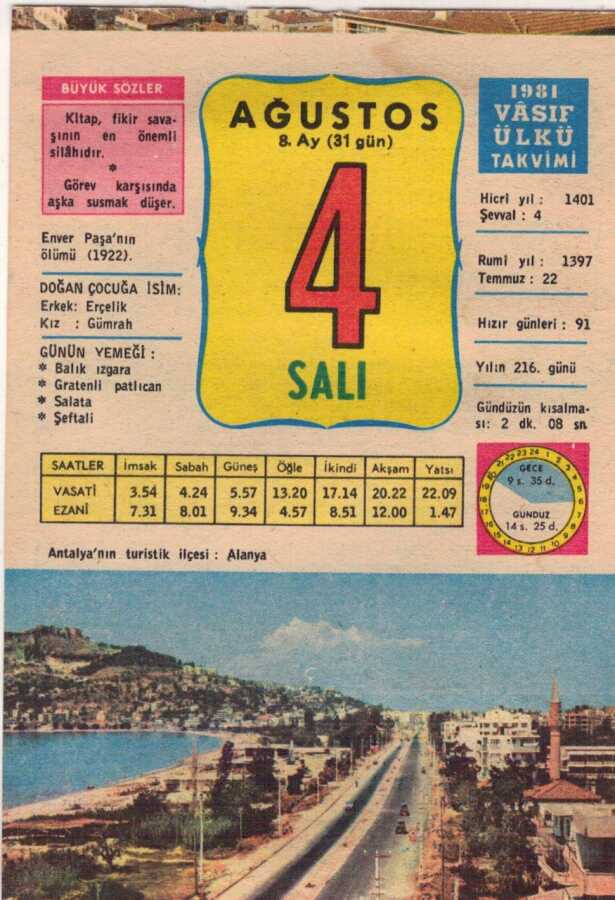 BÜYÜK SÖZLER
Kitap, fikir sava-
şının en önemli
silâhıdır.
*
Görev karşısında
aşka susmak düşer.
Enver Paşa'nın
ölümü (1922).
DOĞAN ÇOCUĞA İSİM:
Erkek: Erçelik
Kız : Gümrah
GÜNÜN YEMEĞİ :
* Balık ızgara
* Gratenli patlıcan
* Salata
* Şeftali
AĞUSTOS
8. Ay (31 gün)
4
SALI
1981
VÂSIF
ÜLKÜ
TAKVİMİ
Hicri yıl : 1401
Şevval : 4
Rumi yıl : 1397
Temmuz : 22
Hızır günleri : 91
Yılın 216. günü
Gündüzün kısalma-
sı: 2 dk. 08 sn.
SAATLER İmsak Sabah Güneş Öğle İkindi Akşam Yatsı
VASATİ 3.54 4.24 5.57 13.20 17.14 20.22 22.09
EZANİ 7.31 8.01 9.34 4.57 8.51 12.00 1.47
GECE
9 s. 35 d.
GÜNDÜZ
14 s. 25 d.
Antalya'nın turistik ilçesi : Alanya